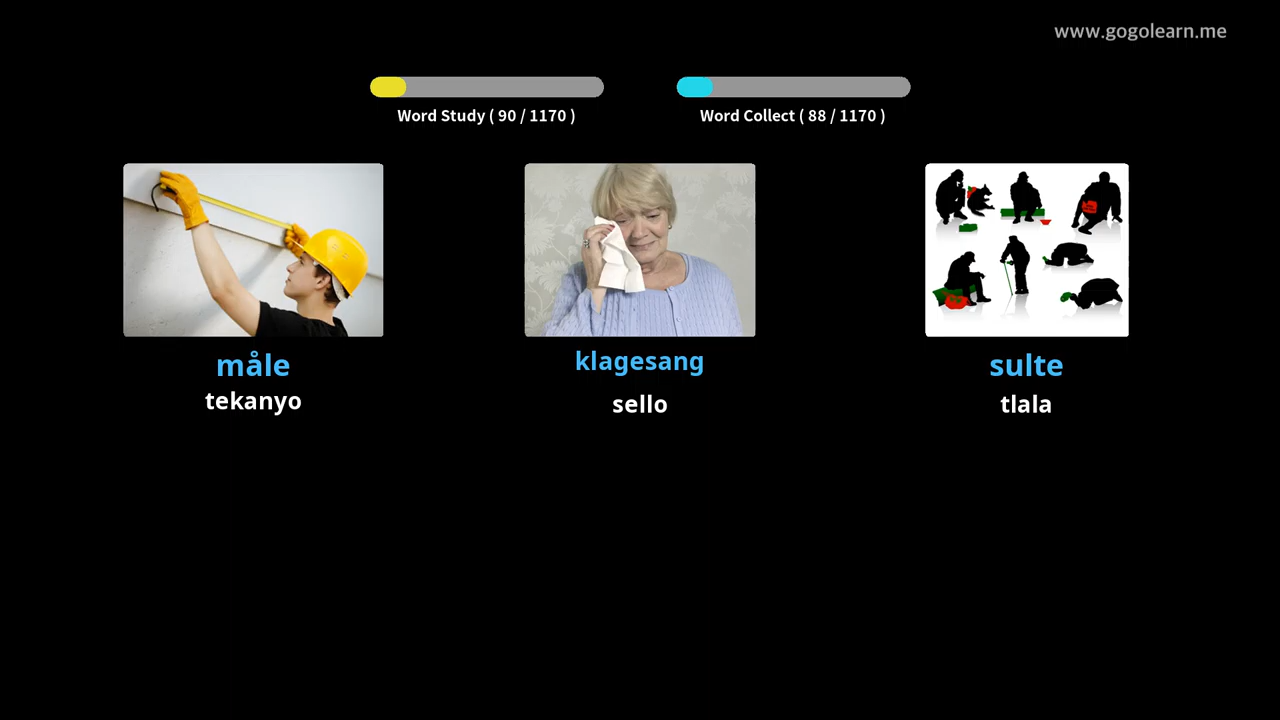 www.gogolearn.me
Word Study ( 90 / 1170 )
Word Collect ( 88 / 1170 )
måle
tekanyo
klagesang
sello
sulte
tlala